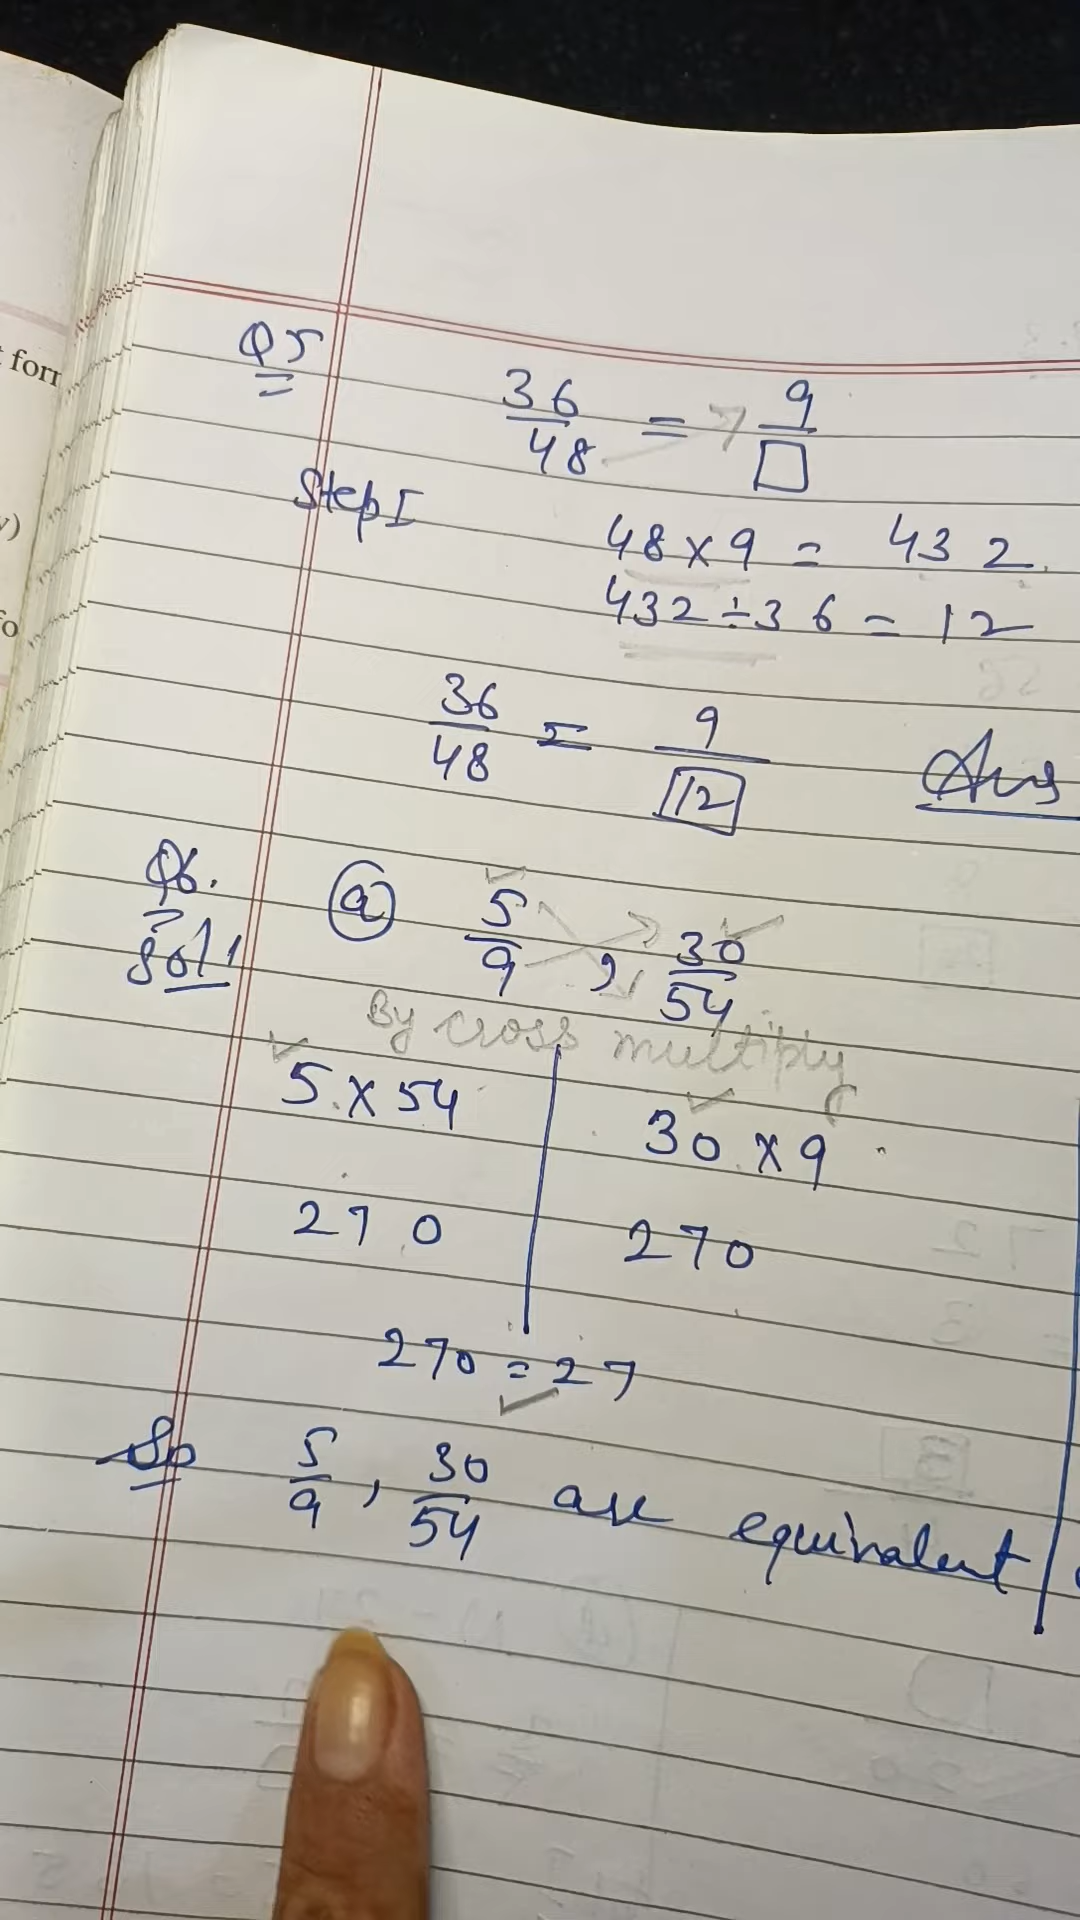 Q5
36/48 = 9/□
Step I
48 × 9 = 432
432 ÷ 36 = 12
36/48 = 9/12 Ans
Q6.
Sol! (a) 5/9 , 30/54
By cross multiply
5 × 54 | 30 × 9
270 | 270
270 = 27
So 5/9 , 30/54 are equivalent